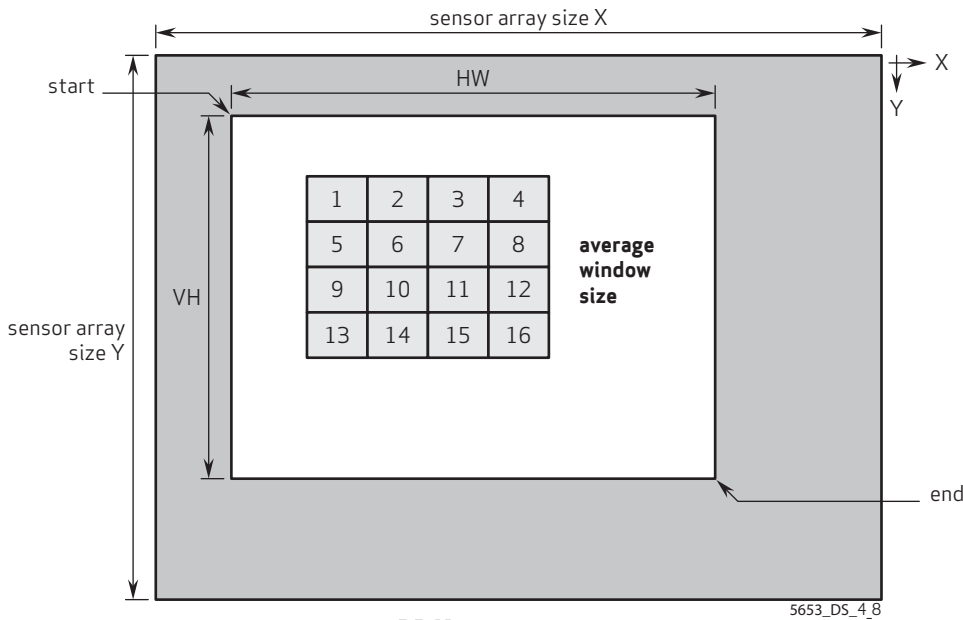 sensor array size X
X
Y
start
HW
1 2 3 4
5 6 7 8
9 10 11 12
13 14 15 16
average
window
size
VH
sensor array
size Y
end
5653_DS_4_8